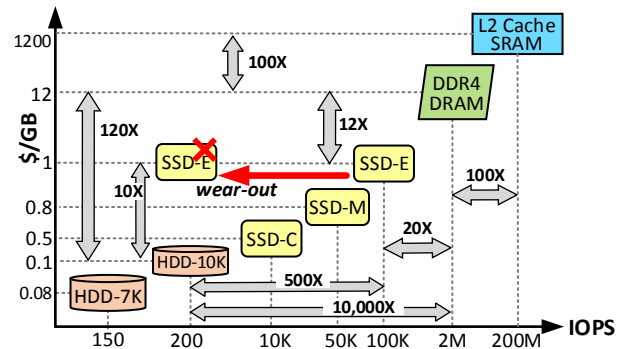 1200
L2 Cache
SRAM
100X
DDR4
DRAM
12
120X
12X
$/GB
SSD-E
SSD-E
1
wear-out
10X
100X
0.8
SSD-M
0.5
SSD-C
20X
0.1
HDD-10K
500X
HDD-7K
0.08
10,000X
150
200
10K
50K
100K
2M
200M
IOPS